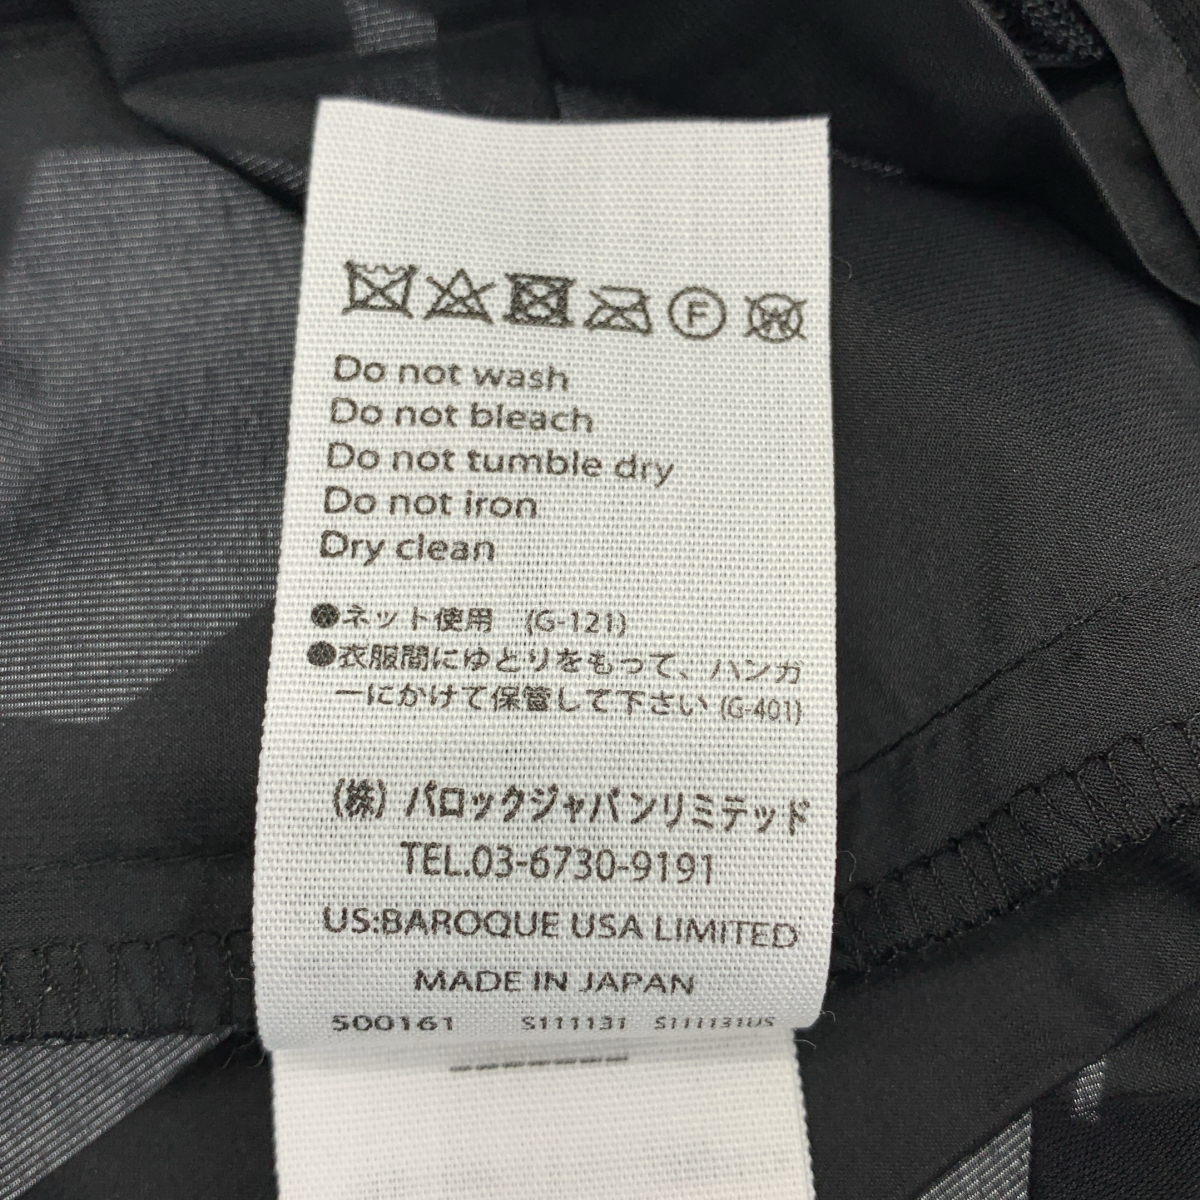 F W
Do not wash
Do not bleach
Do not tumble dry
Do not iron
Dry clean
●ネット使用 (G-121)
●衣服間にゆとりをもって、ハンガ
ーにかけて保管して下さい (G-401)
(株) バロックジャパンリミテッド
TEL.03-6730-9191
US:BAROQUE USA LIMITED
MADE IN JAPAN
500161 S111131 S111131US